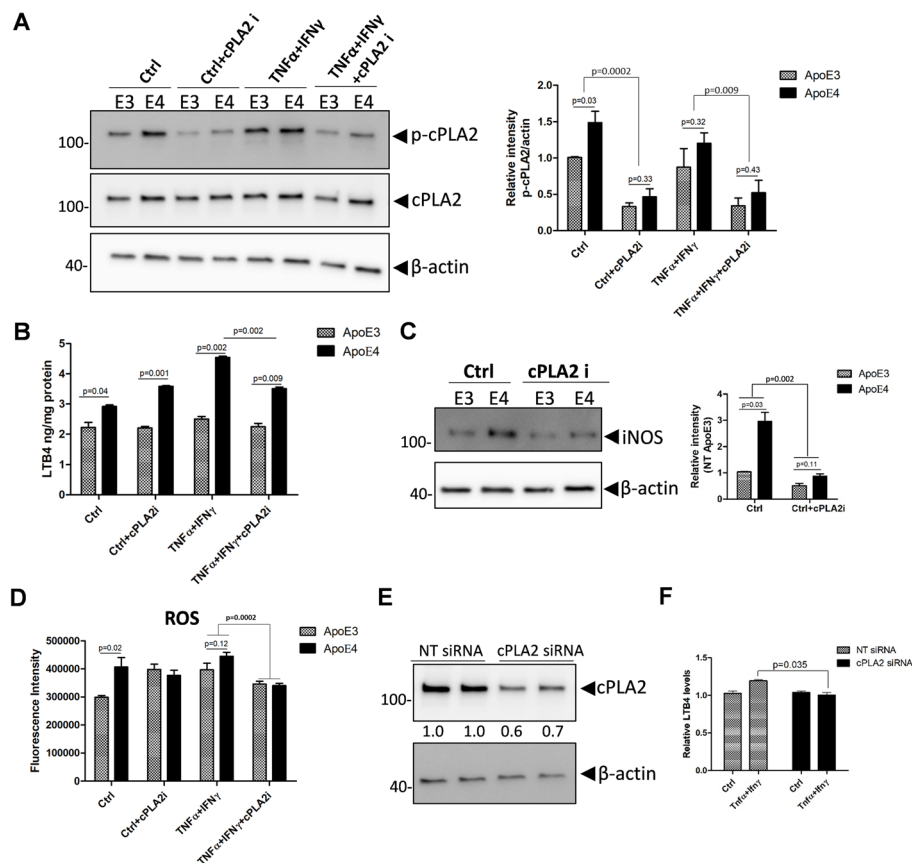 A
Ctrl
Ctrl+cPLA2 i
TNFα+IFNγ
TNFα+IFNγ
+cPLA2 i
E3 E4 E3 E4 E3 E4 E3 E4
100-
p-cPLA2
100-
cPLA2
40-
β-actin
Relative intensity
p-cPLA2/actin
2.0
1.5
1.0
0.5
0.0
p=0.0002
p=0.009
p=0.03
p=0.33
p=0.32
p=0.43
ApoE3
ApoE4
Ctrl
Ctrl+cPLA2i
TNFα+IFNγ
TNFα+IFNγ+cPLA2i
B
LTB4 ng/mg protein
6
5
4
3
2
1
0
p=0.04
p=0.001
p=0.002
p=0.002
p=0.009
ApoE3
ApoE4
Ctrl
Ctrl+cPLA2i
TNFα+IFNγ
TNFα+IFNγ+cPLA2i
C
Ctrl cPLA2 i
E3 E4 E3 E4
100-
iNOS
40-
β-actin
Relative intensity
(NT ApoE3)
4
3
2
1
0
p=0.002
p=0.03
p=0.11
ApoE3
ApoE4
Ctrl
Ctrl+cPLA2i
D
ROS
Fluorescence Intensity
500000
400000
300000
200000
100000
0
p=0.02
p=0.12
p=0.0002
ApoE3
ApoE4
Ctrl
Ctrl+cPLA2i
TNFα+IFNγ
TNFα+IFNγ+cPLA2i
E
NT siRNA cPLA2 siRNA
100-
cPLA2
1.0 1.0 0.6 0.7
40-
β-actin
F
Relative LTB4 levels
1.5
1.0
0.5
0.0
p=0.035
NT siRNA
cPLA2 siRNA
Ctrl
Tnfα+Ifnγ
Ctrl
Tnfα+Ifnγ